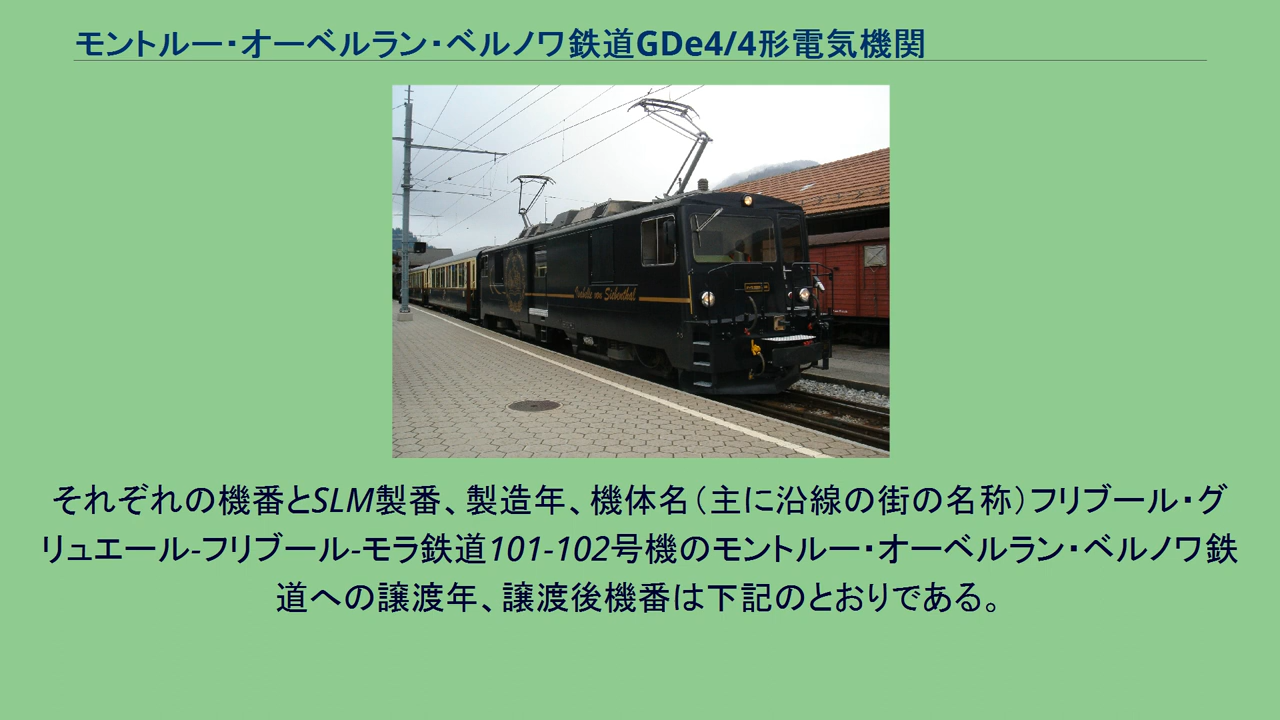 モントルー・オーベルラン・ベルノワ鉄道GDe4/4形電気機関
von Siebenthal
それぞれの機番とSLM製番、製造年、機体名（主に沿線の街の名称）フリブール・グ
リュエール-フリブール-モラ鉄道101-102号機のモントルー・オーベルラン・ベルノワ鉄
道への譲渡年、譲渡後機番は下記のとおりである。